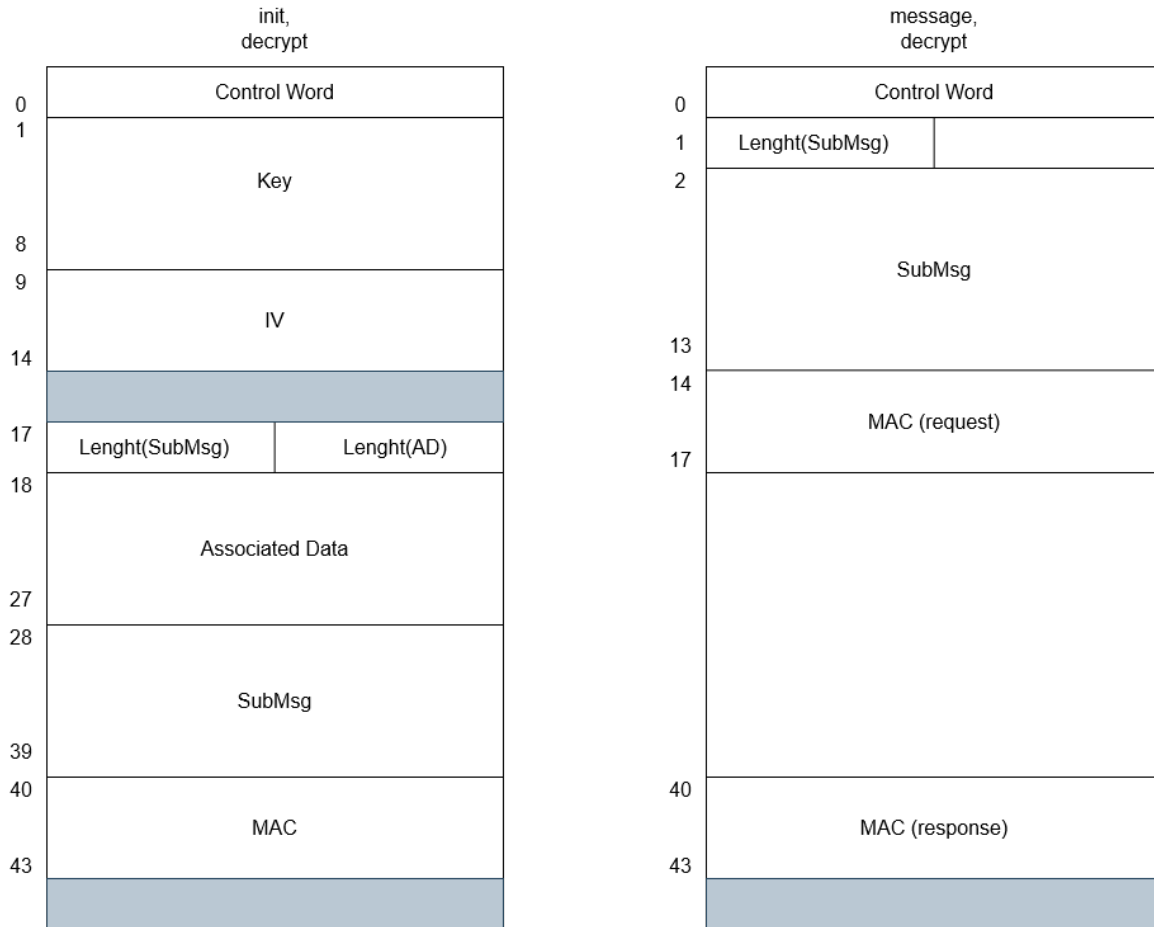 init,
decrypt
Control Word
0
1
Key
8
9
IV
14
17
Lenght(SubMsg)
Lenght(AD)
18
Associated Data
27
28
SubMsg
39
40
MAC
43
message,
decrypt
Control Word
0
1
Lenght(SubMsg)
2
SubMsg
13
14
MAC (request)
17
40
MAC (response)
43